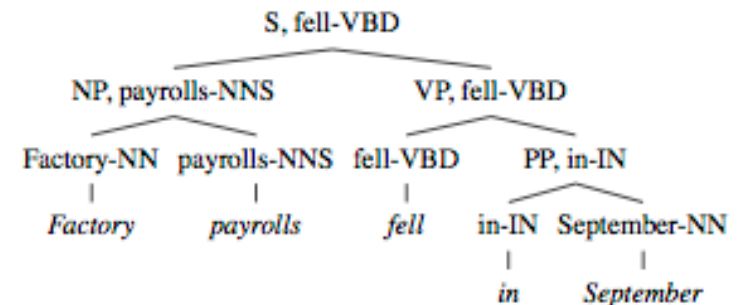 S, fell-VBD
NP, payrolls-NNS VP, fell-VBD
Factory-NN payrolls-NNS fell-VBD PP, in-IN
Factory payrolls fell in-IN September-NN
in September